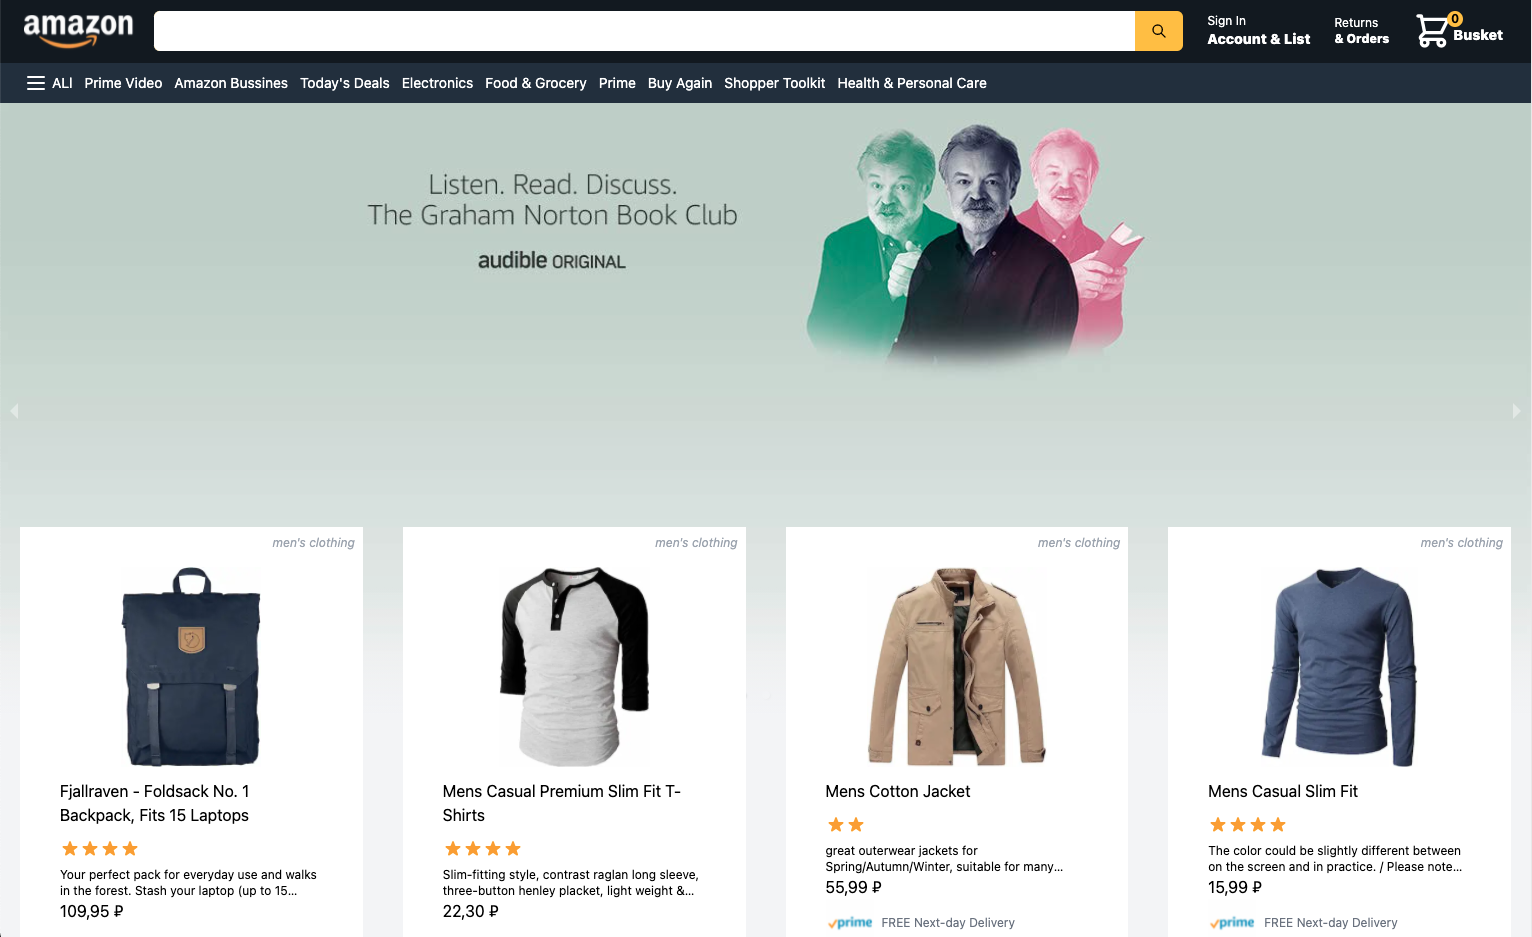 amazon
Sign In
Account & List
Returns
& Orders
0
Busket
ALl
Prime Video
Amazon Bussines
Today's Deals
Electronics
Food & Grocery
Prime
Buy Again
Shopper Toolkit
Health & Personal Care
Listen. Read. Discuss.
The Graham Norton Book Club
audible ORIGINAL
men's clothing
Fjallraven - Foldsack No. 1
Backpack, Fits 15 Laptops
Your perfect pack for everyday use and walks
in the forest. Stash your laptop (up to 15...
109,95 ₽
men's clothing
Mens Casual Premium Slim Fit T-
Shirts
Slim-fitting style, contrast raglan long sleeve,
three-button henley placket, light weight &...
22,30 ₽
men's clothing
Mens Cotton Jacket
great outerwear jackets for
Spring/Autumn/Winter, suitable for many...
55,99 ₽
prime FREE Next-day Delivery
men's clothing
Mens Casual Slim Fit
The color could be slightly different between
on the screen and in practice. / Please note...
15,99 ₽
prime FREE Next-day Delivery